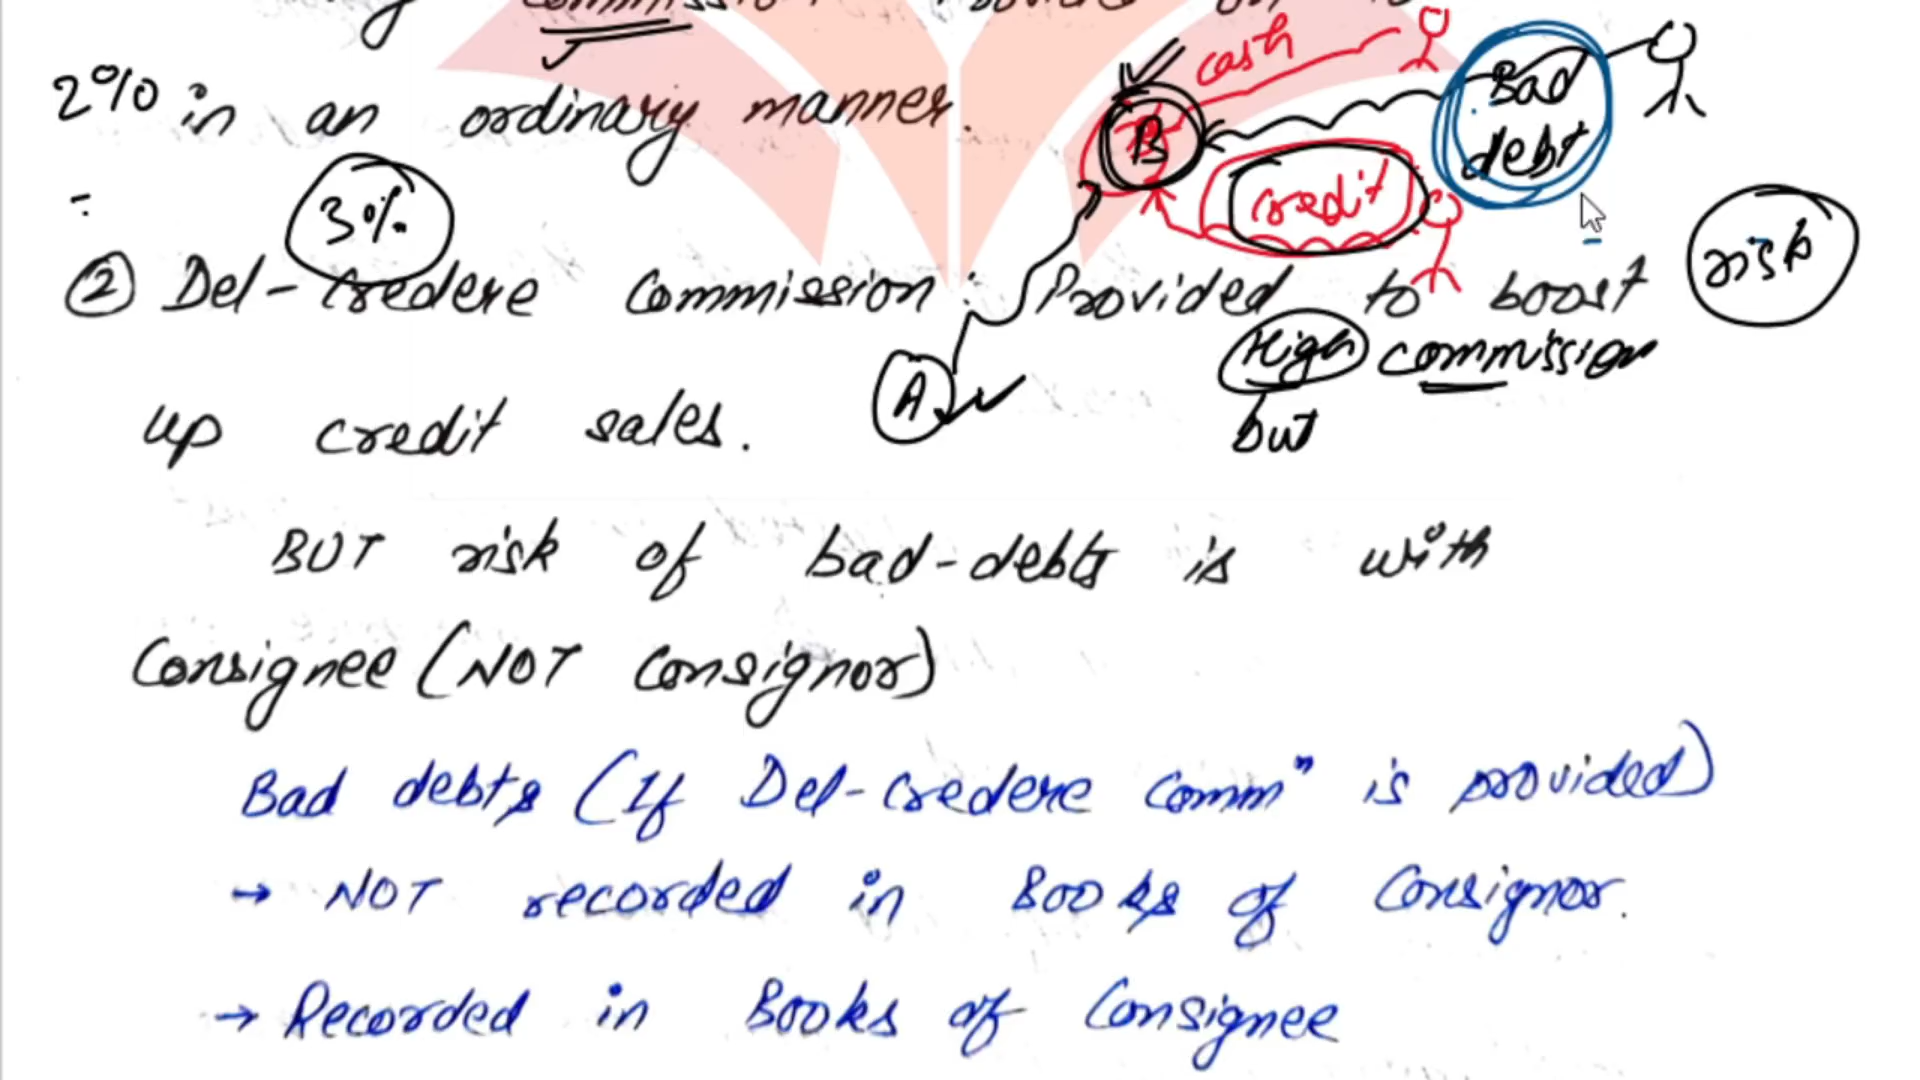 commission
cash
2% in an ordinary manner.
B
Bad
debt
credit
3%
risk
② Del-Credere Commission : Provided to boost
High commission
up credit sales.
A
but
BUT risk of bad-debts is with
Consignee (NOT Consignor)
Bad debts (If Del-Credere Comm" is provided)
→ NOT recorded in Books of Consignor.
→ Recorded in Books of Consignee